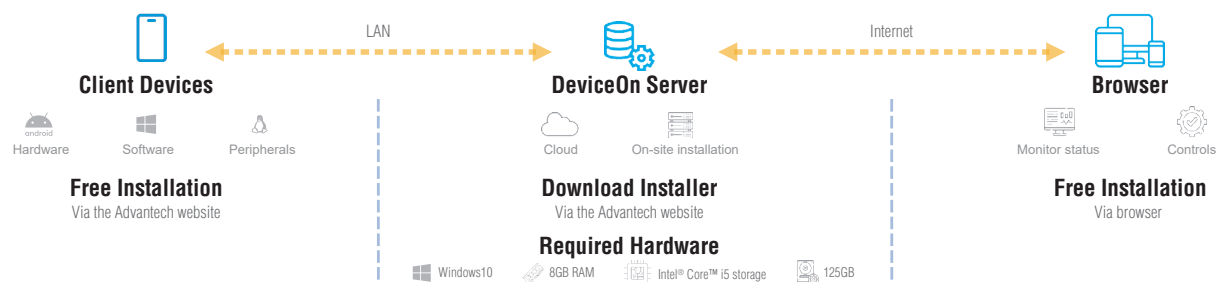 LAN
Internet
Client Devices
DeviceOn Server
Browser
android
Hardware
Software
Peripherals
Cloud
On-site installation
Monitor status
Controls
Free Installation
Via the Advantech website
Download Installer
Via the Advantech website
Free Installation
Via browser
Required Hardware
Windows10
8GB RAM
Intel® Core™ i5 storage
125GB